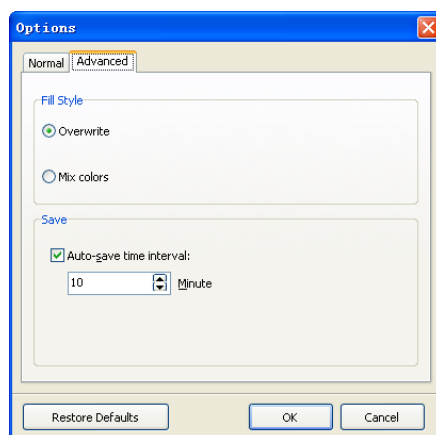 Options
Normal Advanced
Fill Style
Overwrite
Mix colors
Save
Auto-save time interval:
10 Minute
Restore Defaults OK Cancel